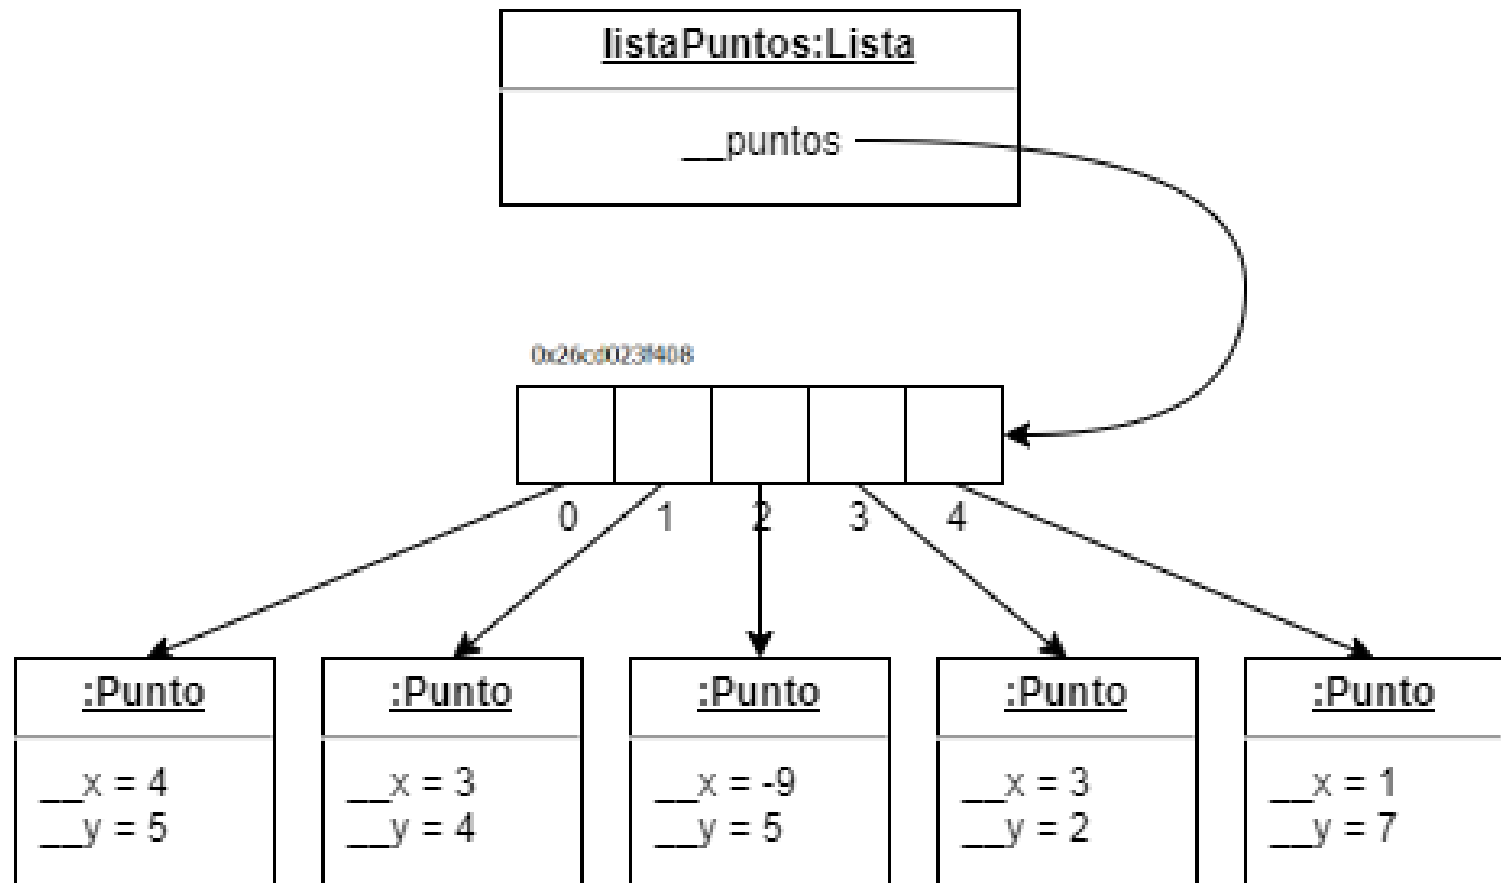 listaPuntos:Lista
__puntos
0x26cd023f408
0 1 2 3 4
:Punto :Punto :Punto :Punto :Punto
__x = 4 __x = 3 __x = -9 __x = 3 __x = 1
__y = 5 __y = 4 __y = 5 __y = 2 __y = 7